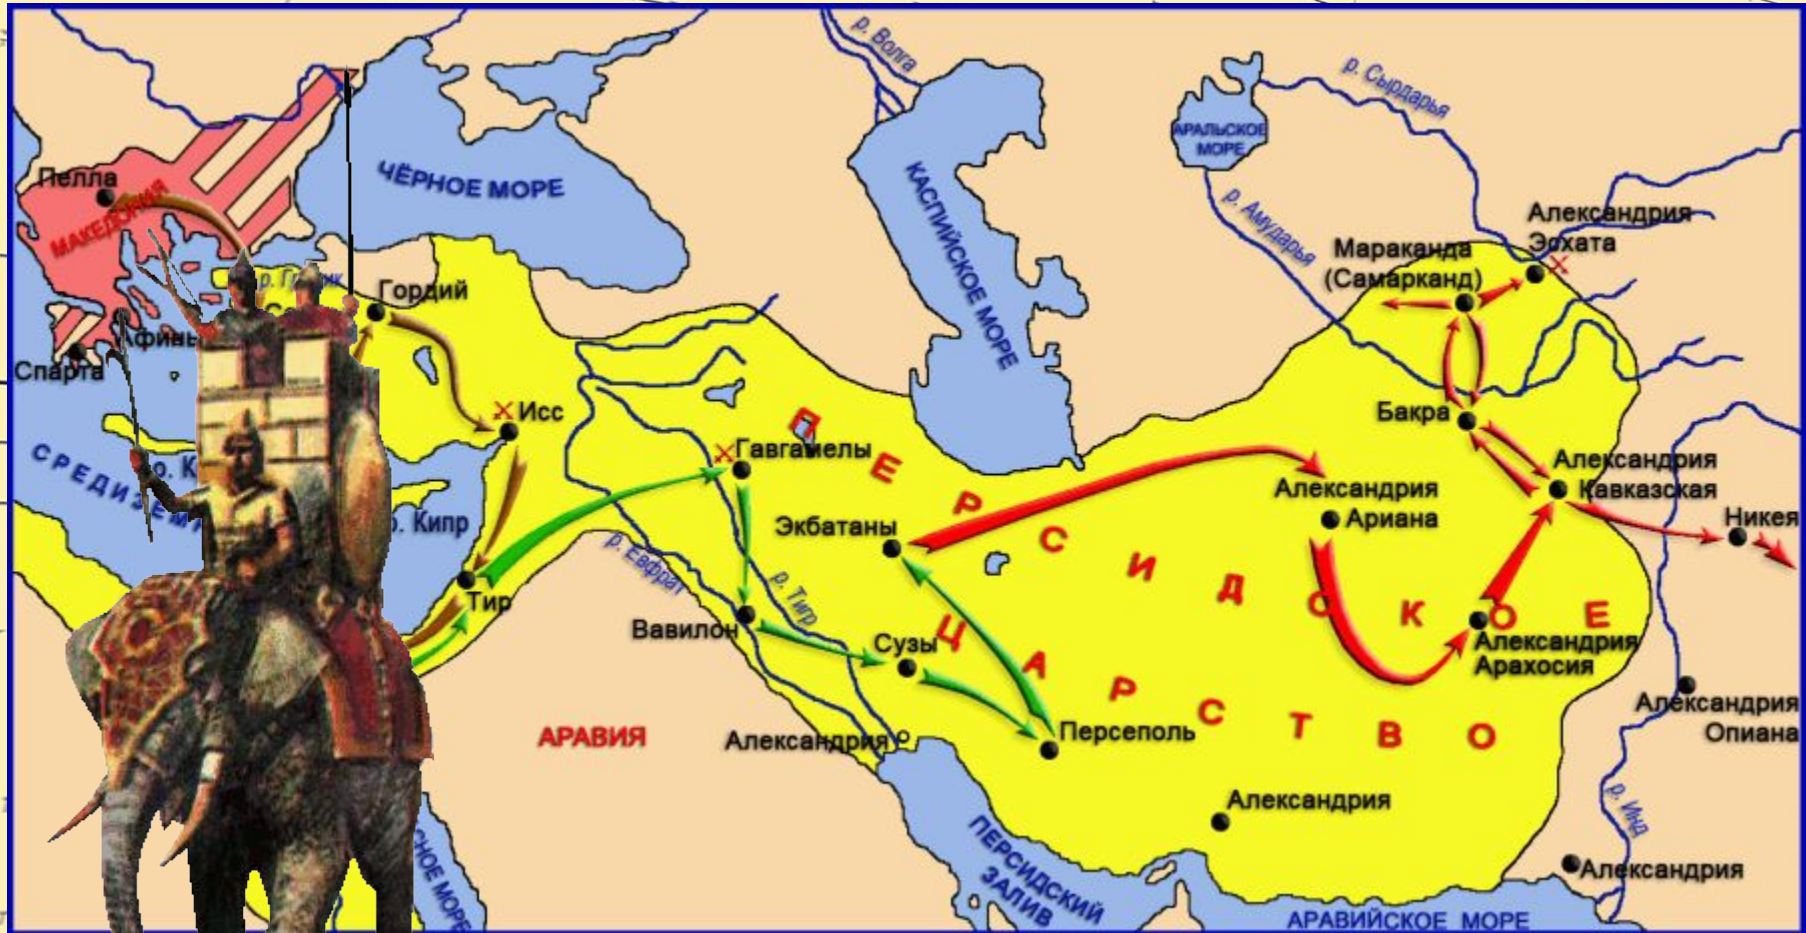 р. Волга
р. Сырдарья
АРАЛЬСКОЕ
МОРЕ
ЧЁРНОЕ МОРЕ
КАСПИЙСКОЕ МОРЕ
р. Амударья
Пелла
МАКЕДОНИЯ
Александрия
Эсхата
Мараканда
(Самарканд)
Гордий
Афины
Спарта
Исс
Бакра
Гавгамелы
Александрия
Кавказская
Александрия
Ариана
Никея
Экбатаны
ПЕРСИДСКОЕ
ЦАРСТВО
о. Кипр
р. Евфрат
р. Тигр
Тир
Вавилон
Сузы
Александрия
Арахосия
Александрия
Опиана
АРАВИЯ
Александрия
Персеполь
Александрия
р. Инд
Александрия
ПЕРСИДСКИЙ
ЗАЛИВ
АРАВИЙСКОЕ МОРЕ